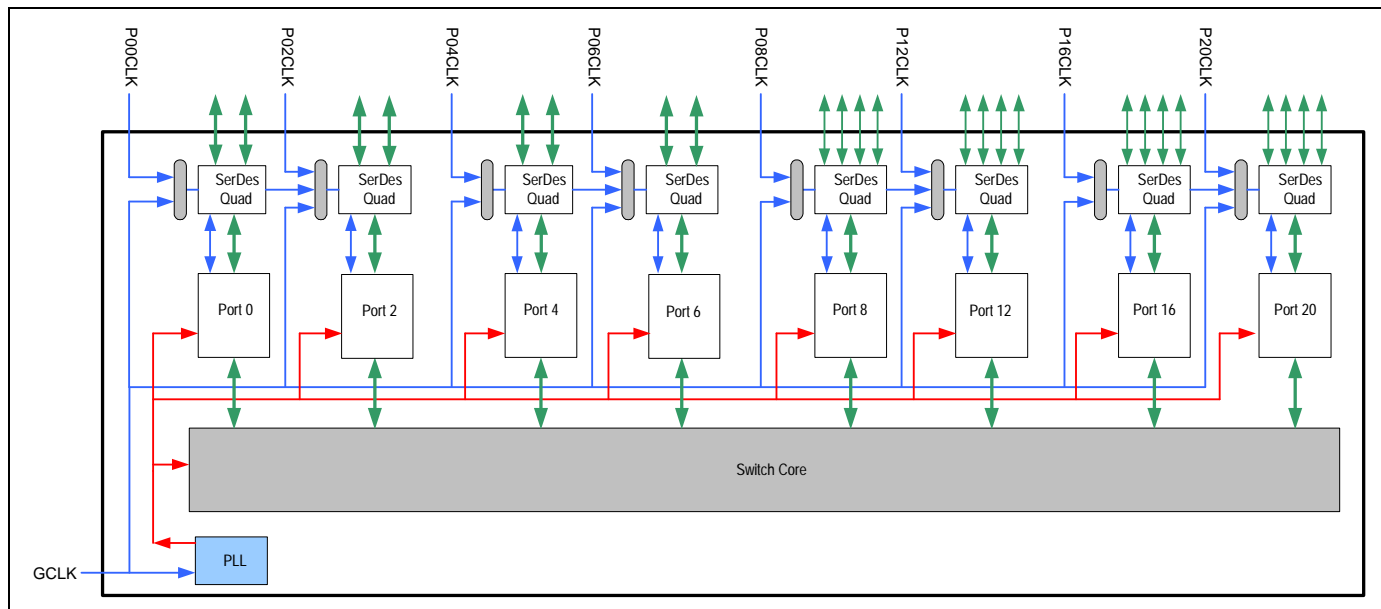 P00CLK
P02CLK
P04CLK
P06CLK
P08CLK
P12CLK
P16CLK
P20CLK
SerDes
Quad
SerDes
Quad
SerDes
Quad
SerDes
Quad
SerDes
Quad
SerDes
Quad
SerDes
Quad
SerDes
Quad
Port 0
Port 2
Port 4
Port 6
Port 8
Port 12
Port 16
Port 20
Switch Core
PLL
GCLK